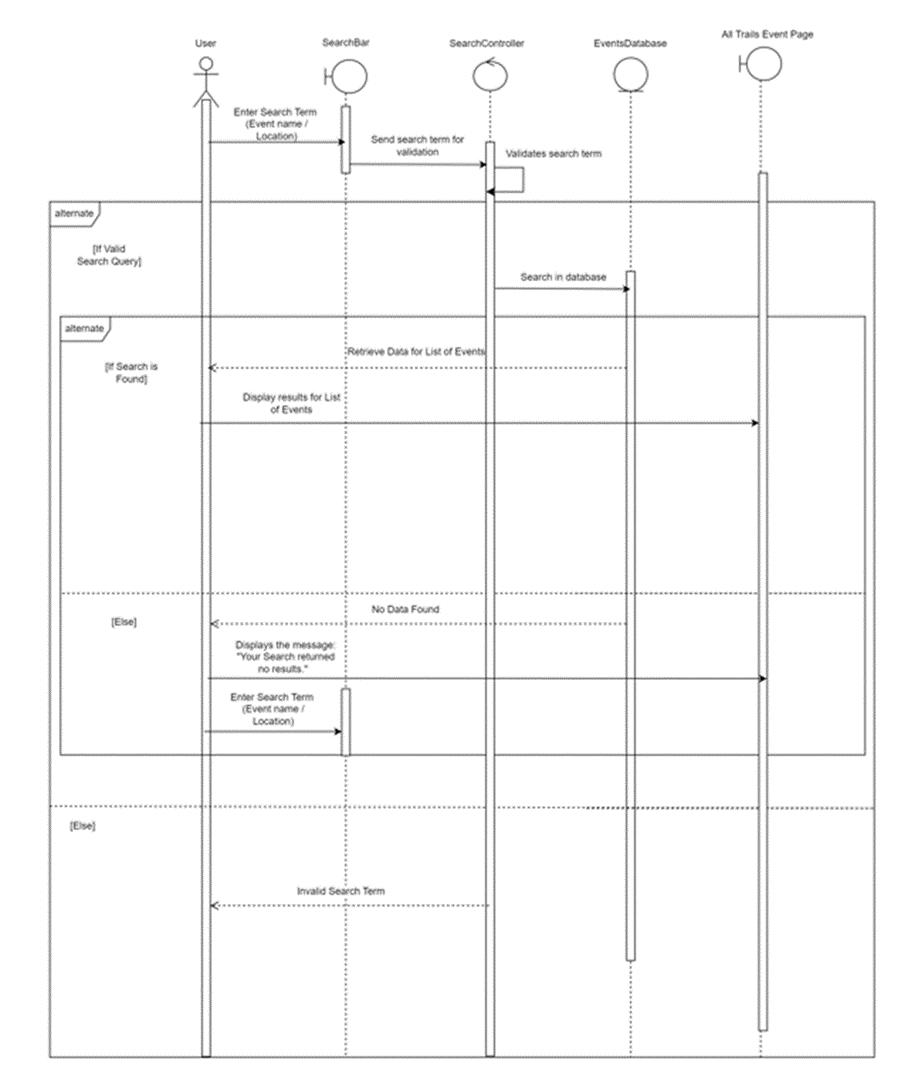 User
SearchBar
SearchController
EventsDatabase
All Trails Event Page
Enter Search Term
(Event name /
Location)
Send search term for
validation
Validates search term
alternate
[If Valid
Search Query]
Search in database
alternate
[If Search is
Found]
Retrieve Data for List of Events
Display results for List
of Events
[Else]
No Data Found
Displays the message:
"Your Search returned
no results."
Enter Search Term
(Event name /
Location)
[Else]
Invalid Search Term